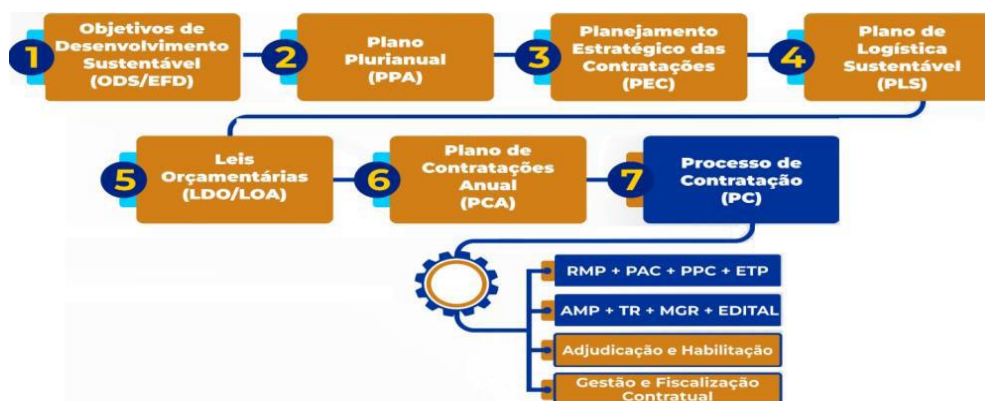 1
Objetivos de
Desenvolvimento
Sustentável
(ODS/EFD)
2
Plano
Plurianual
(PPA)
3
Planejamento
Estratégico das
Contratações
(PEC)
4
Plano de
Logística
Sustentável
(PLS)
5
Leis
Orçamentárias
(LDO/LOA)
6
Plano de
Contratações
Anual
(PCA)
7
Processo de
Contratação
(PC)
RMP + PAC + PPC + ETP
AMP + TR + MGR + EDITAL
Adjudicação e Habilitação
Gestão e Fiscalização
Contratual